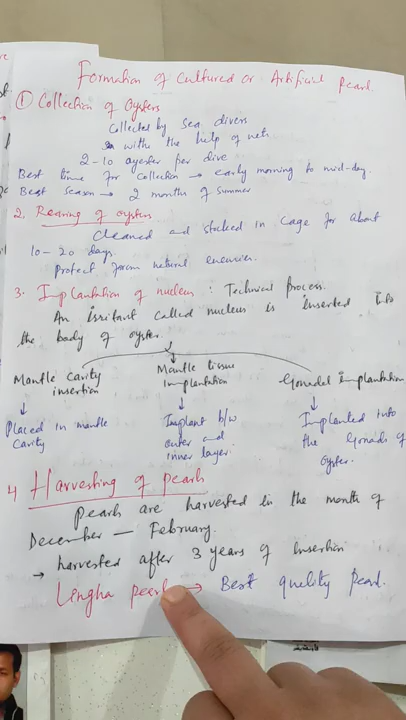 Formation of Cultured or Artificial pearl.
① Collection of Oysters
Collected by Sea divers
with the help of nets
2-10 oyester per dive
Best time for collection → early morning to mid-day.
Best Season → 2 months of Summer
2. Rearing of oysters
Cleaned and stocked in cage for about
10-20 days.
Protect from natural enemies.
3. Implantation of nucleus : Technical Process.
An irritant called nucleus is inserted into
the body of oyster.
Mantle cavity insertion
Mantle tissue Implantation
Gonadal implantation
↓ Placed in mantle cavity
↓ Implant b/w outer and inner layer.
↓ Implanted into the Gonads of oyster.
4 Harvesting of pearls
Pearls are harvested in the month of
December — February.
→ harvested after 3 years of Insertion
Lingha pearl → Best quality Pearl.